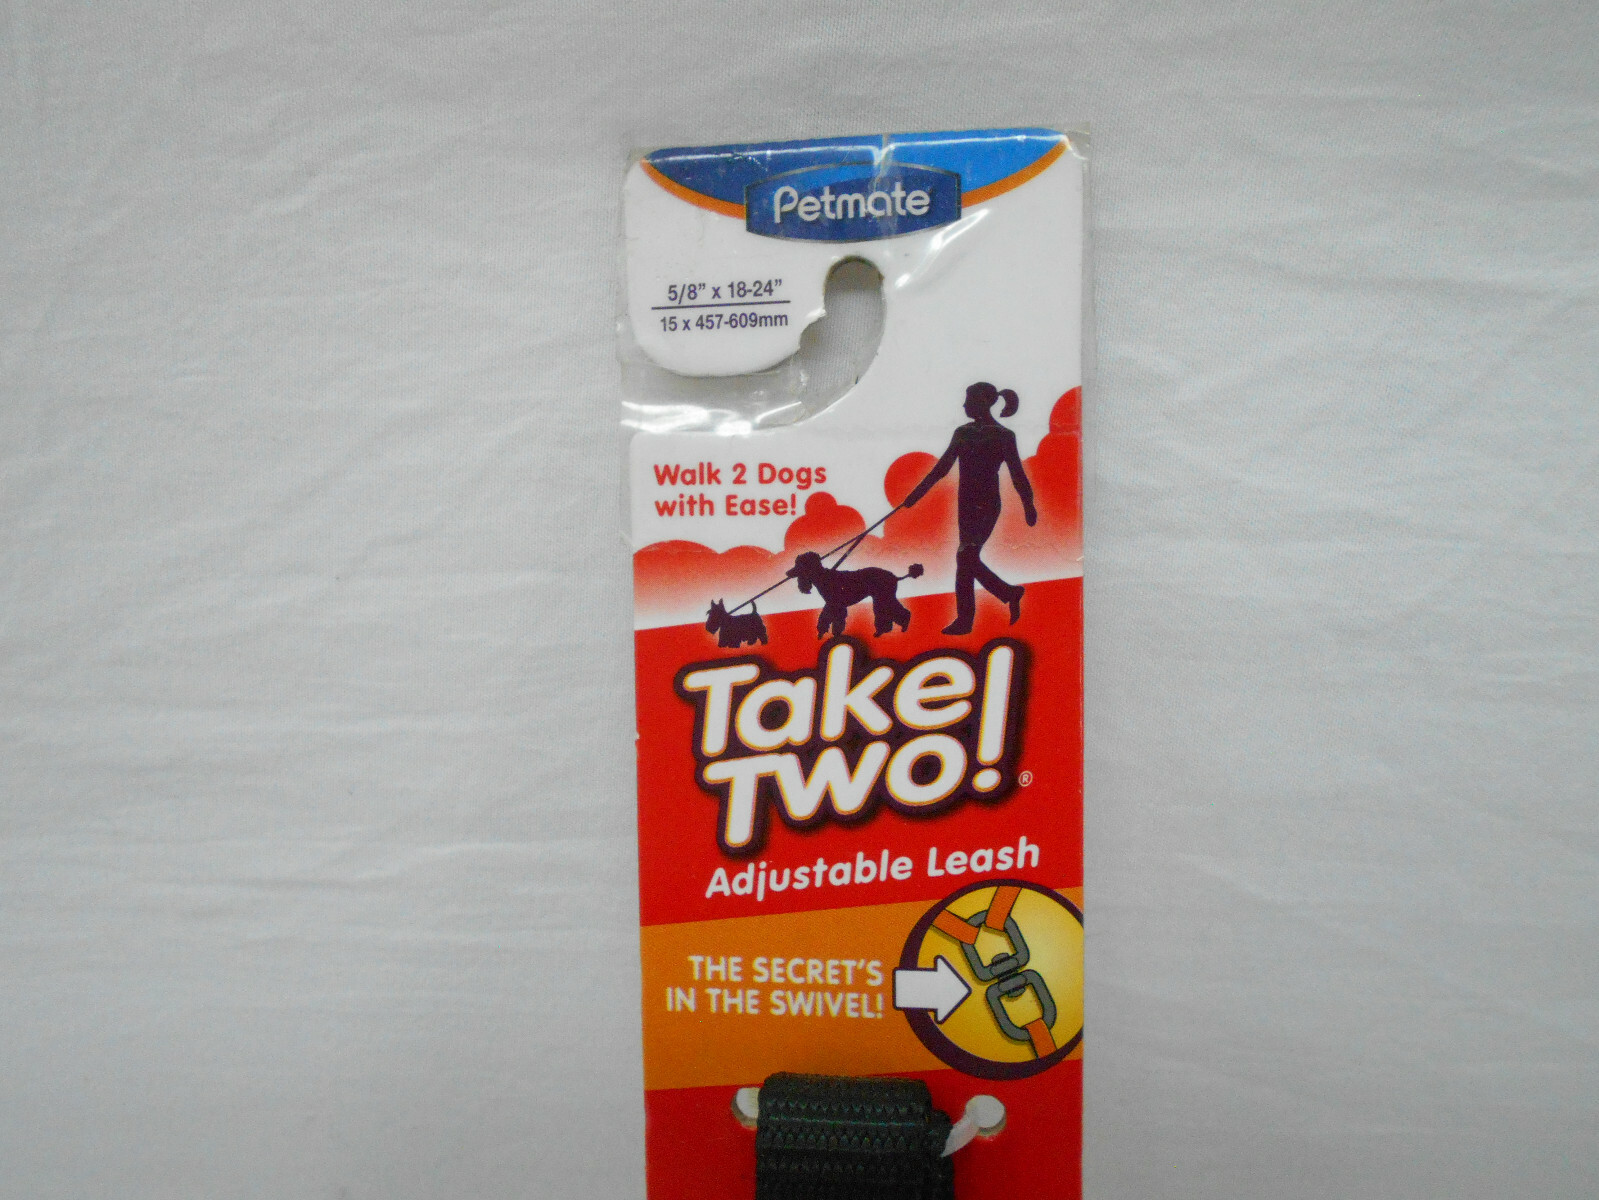 Petmate
5/8" x 18-24"
15 x 457-609mm
Walk 2 Dogs
with Ease!
Take
Two!®
Adjustable Leash
THE SECRET'S
IN THE SWIVEL!